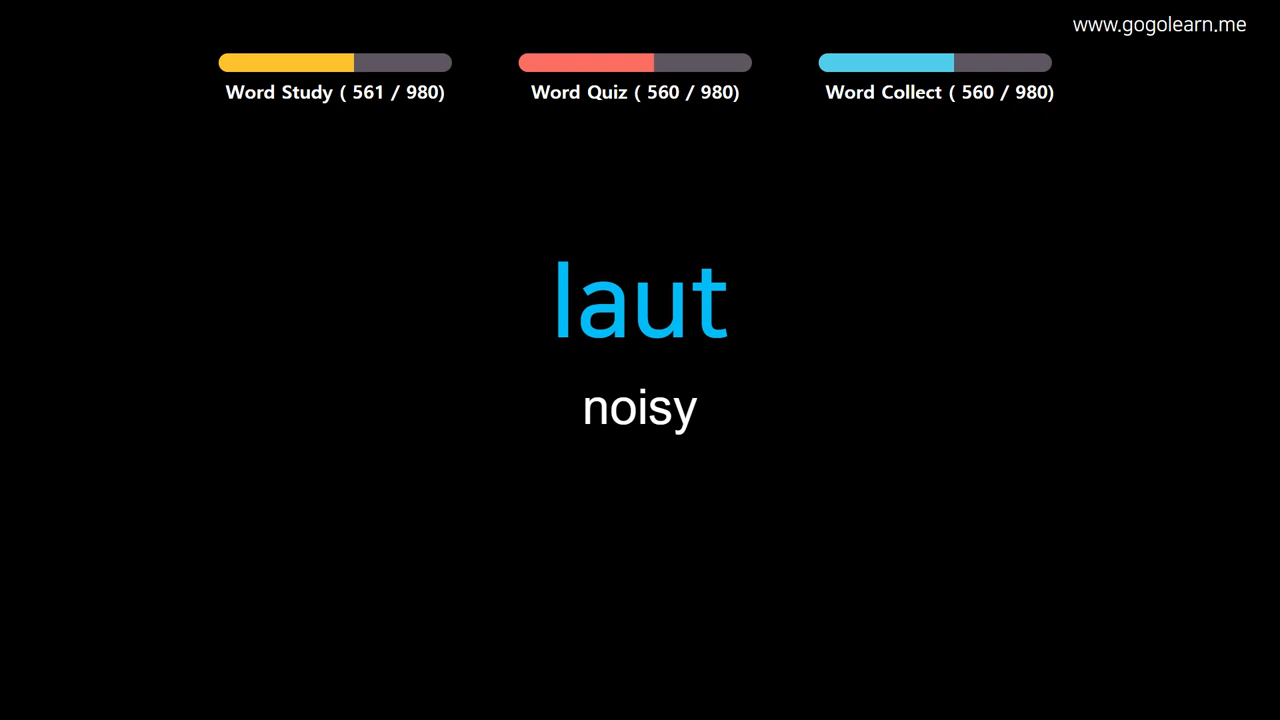 www.gogolearn.me
Word Study ( 561 / 980)
Word Quiz ( 560 / 980)
Word Collect ( 560 / 980)
laut
noisy